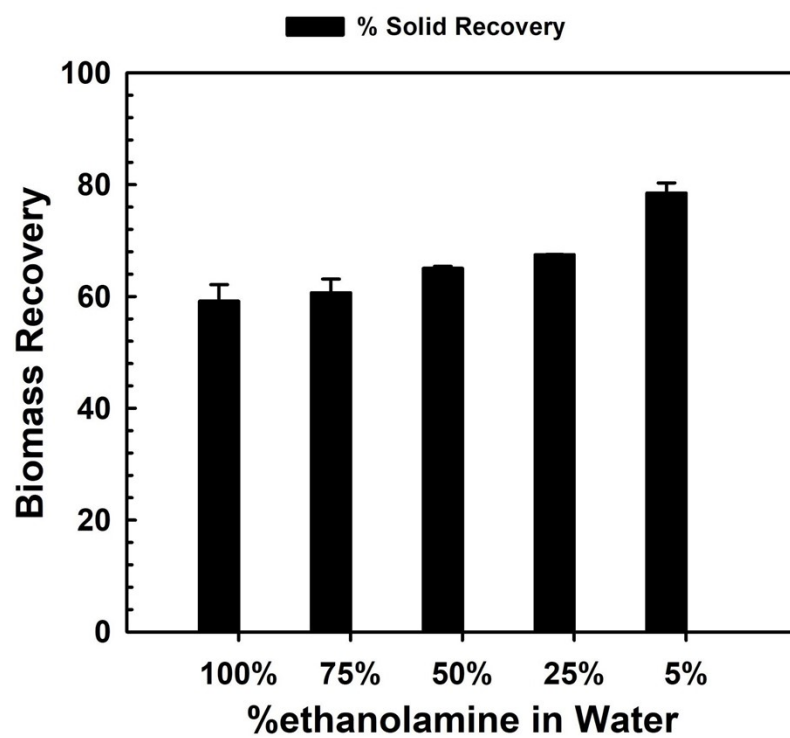 % Solid Recovery
100
80
60
40
20
0
Biomass Recovery
100% 75% 50% 25% 5%
%ethanolamine in Water